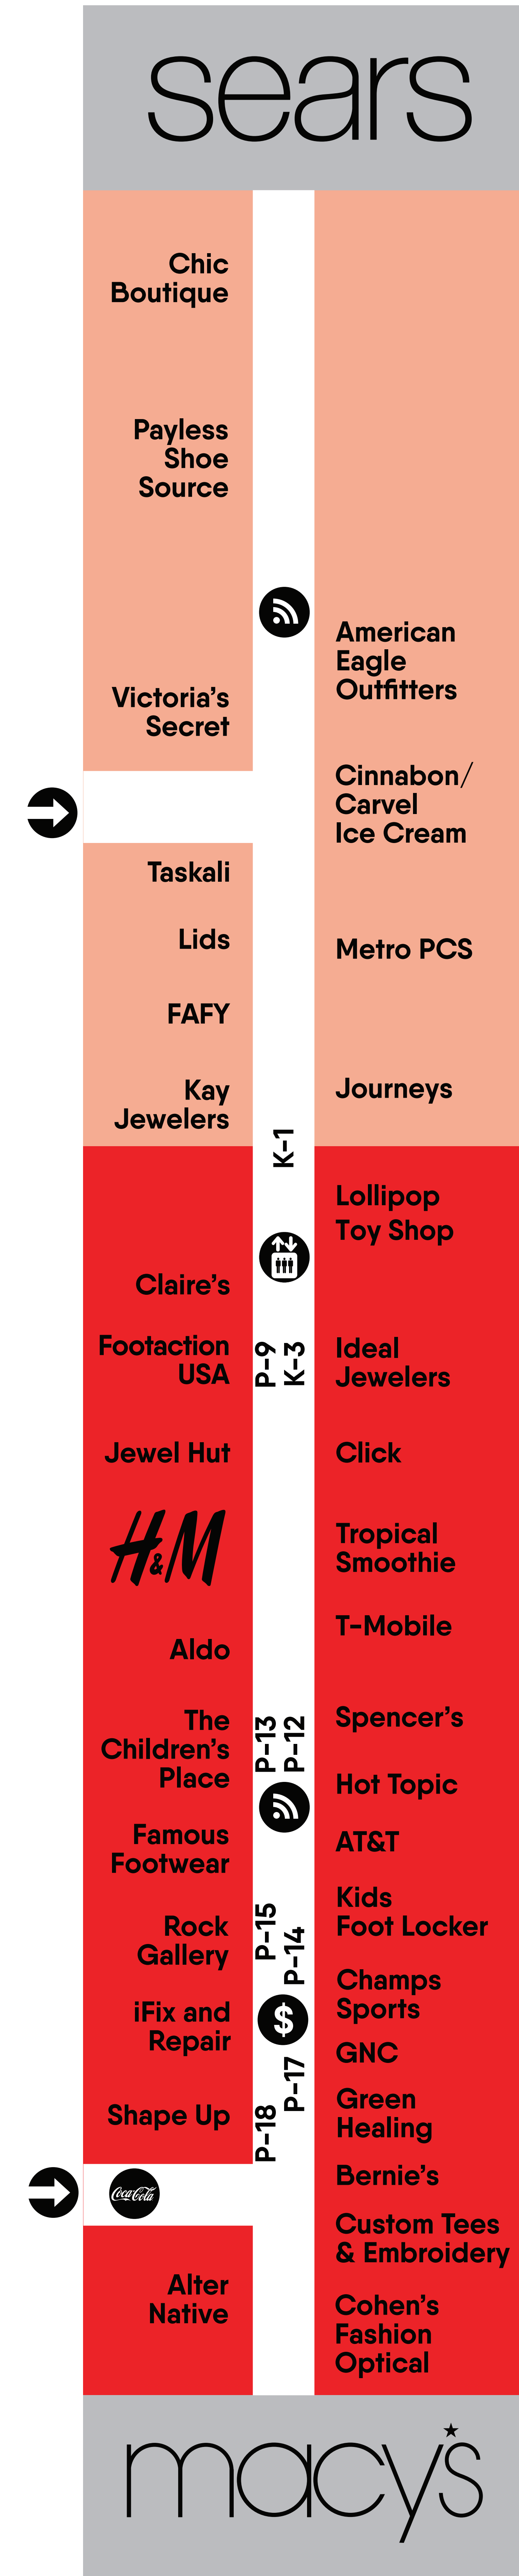 sears
Chic
Boutique
Payless
Shoe
Source
American
Eagle
Outfitters
Victoria's
Secret
Cinnabon/
Carvel
Ice Cream
Taskali
Lids
Metro PCS
FAFY
Kay
Jewelers
Journeys
K-1
Lollipop
Toy Shop
Claire's
Footaction
USA
P-9
K-3
Ideal
Jewelers
Jewel Hut
Click
H&M
Tropical
Smoothie
Aldo
T-Mobile
The
Children's
Place
P-13
P-12
Spencer's
Hot Topic
Famous
Footwear
AT&T
Rock
Gallery
P-15
P-14
Kids
Foot Locker
iFix and
Repair
$
Champs
Sports
GNC
Shape Up
P-18
P-17
Green
Healing
Coca-Cola
Bernie's
Custom Tees
& Embroidery
Alter
Native
Cohen's
Fashion
Optical
macy's